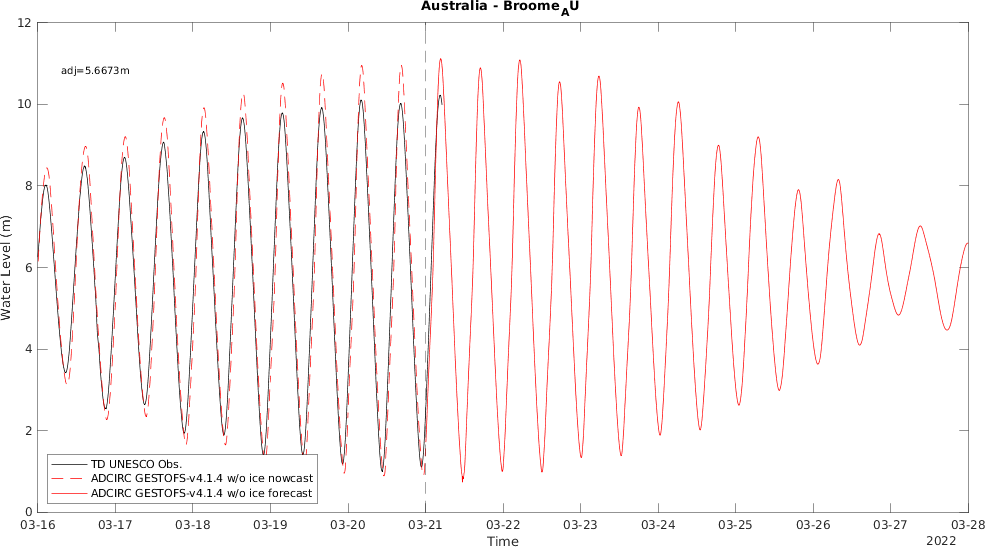 Australia - Broome_AU
adj=5.6673m
Water Level (m)
12
10
8
6
4
2
0
TD UNESCO Obs.
ADCIRC GESTOFS-v4.1.4 w/o ice nowcast
ADCIRC GESTOFS-v4.1.4 w/o ice forecast
03-16 03-17 03-18 03-19 03-20 03-21 03-22 03-23 03-24 03-25 03-26 03-27 03-28
Time
2022